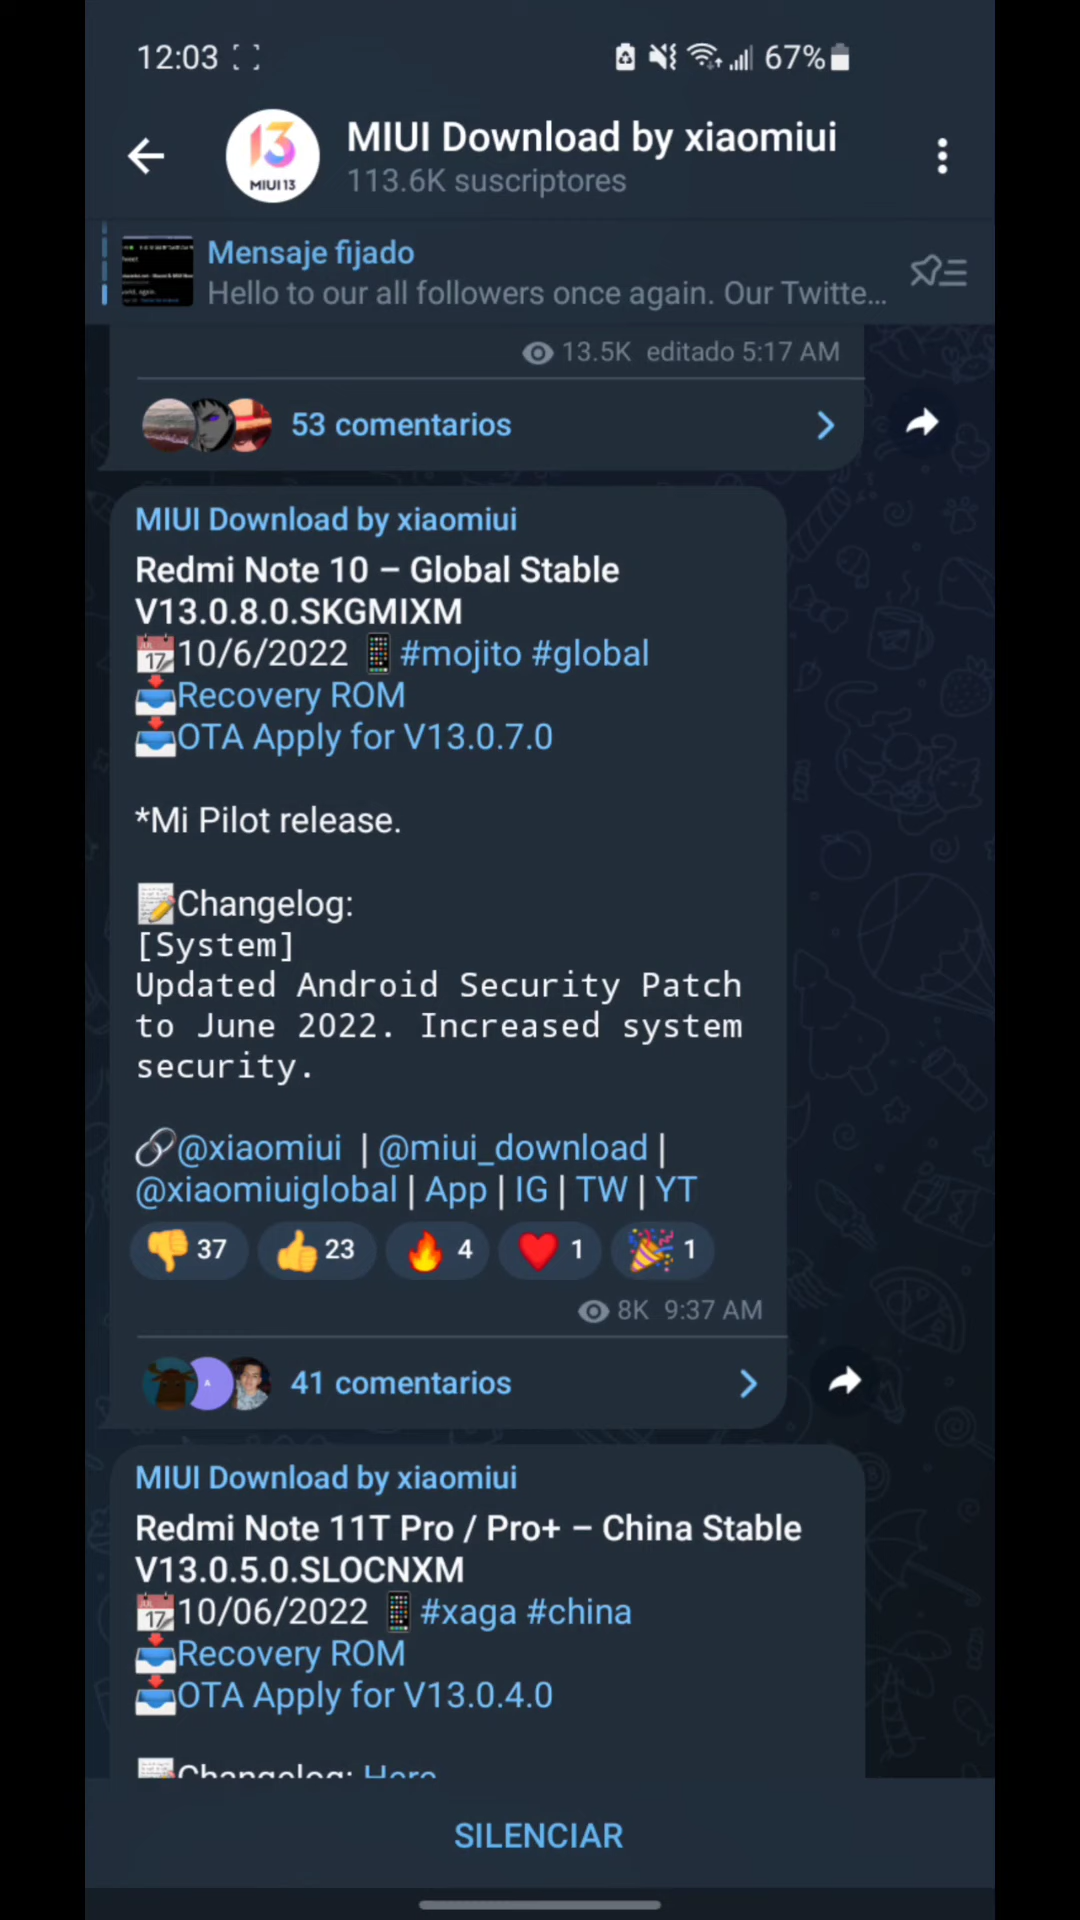 12:03
67%
MIUI 13
MIUI Download by xiaomiui
113.6K suscriptores
Mensaje fijado
Hello to our all followers once again. Our Twitte...
13.5K editado 5:17 AM
53 comentarios
MIUI Download by xiaomiui
Redmi Note 10 – Global Stable
V13.0.8.0.SKGMIXM
10/6/2022 #mojito #global
Recovery ROM
OTA Apply for V13.0.7.0
*Mi Pilot release.
Changelog:
[System]
Updated Android Security Patch
to June 2022. Increased system
security.
@xiaomiui | @miui_download |
@xiaomiuiglobal | App | IG | TW | YT
37 23 4 1 1
8K 9:37 AM
41 comentarios
MIUI Download by xiaomiui
Redmi Note 11T Pro / Pro+ – China Stable
V13.0.5.0.SLOCNXM
10/06/2022 #xaga #china
Recovery ROM
OTA Apply for V13.0.4.0
Changelog: Here
SILENCIAR